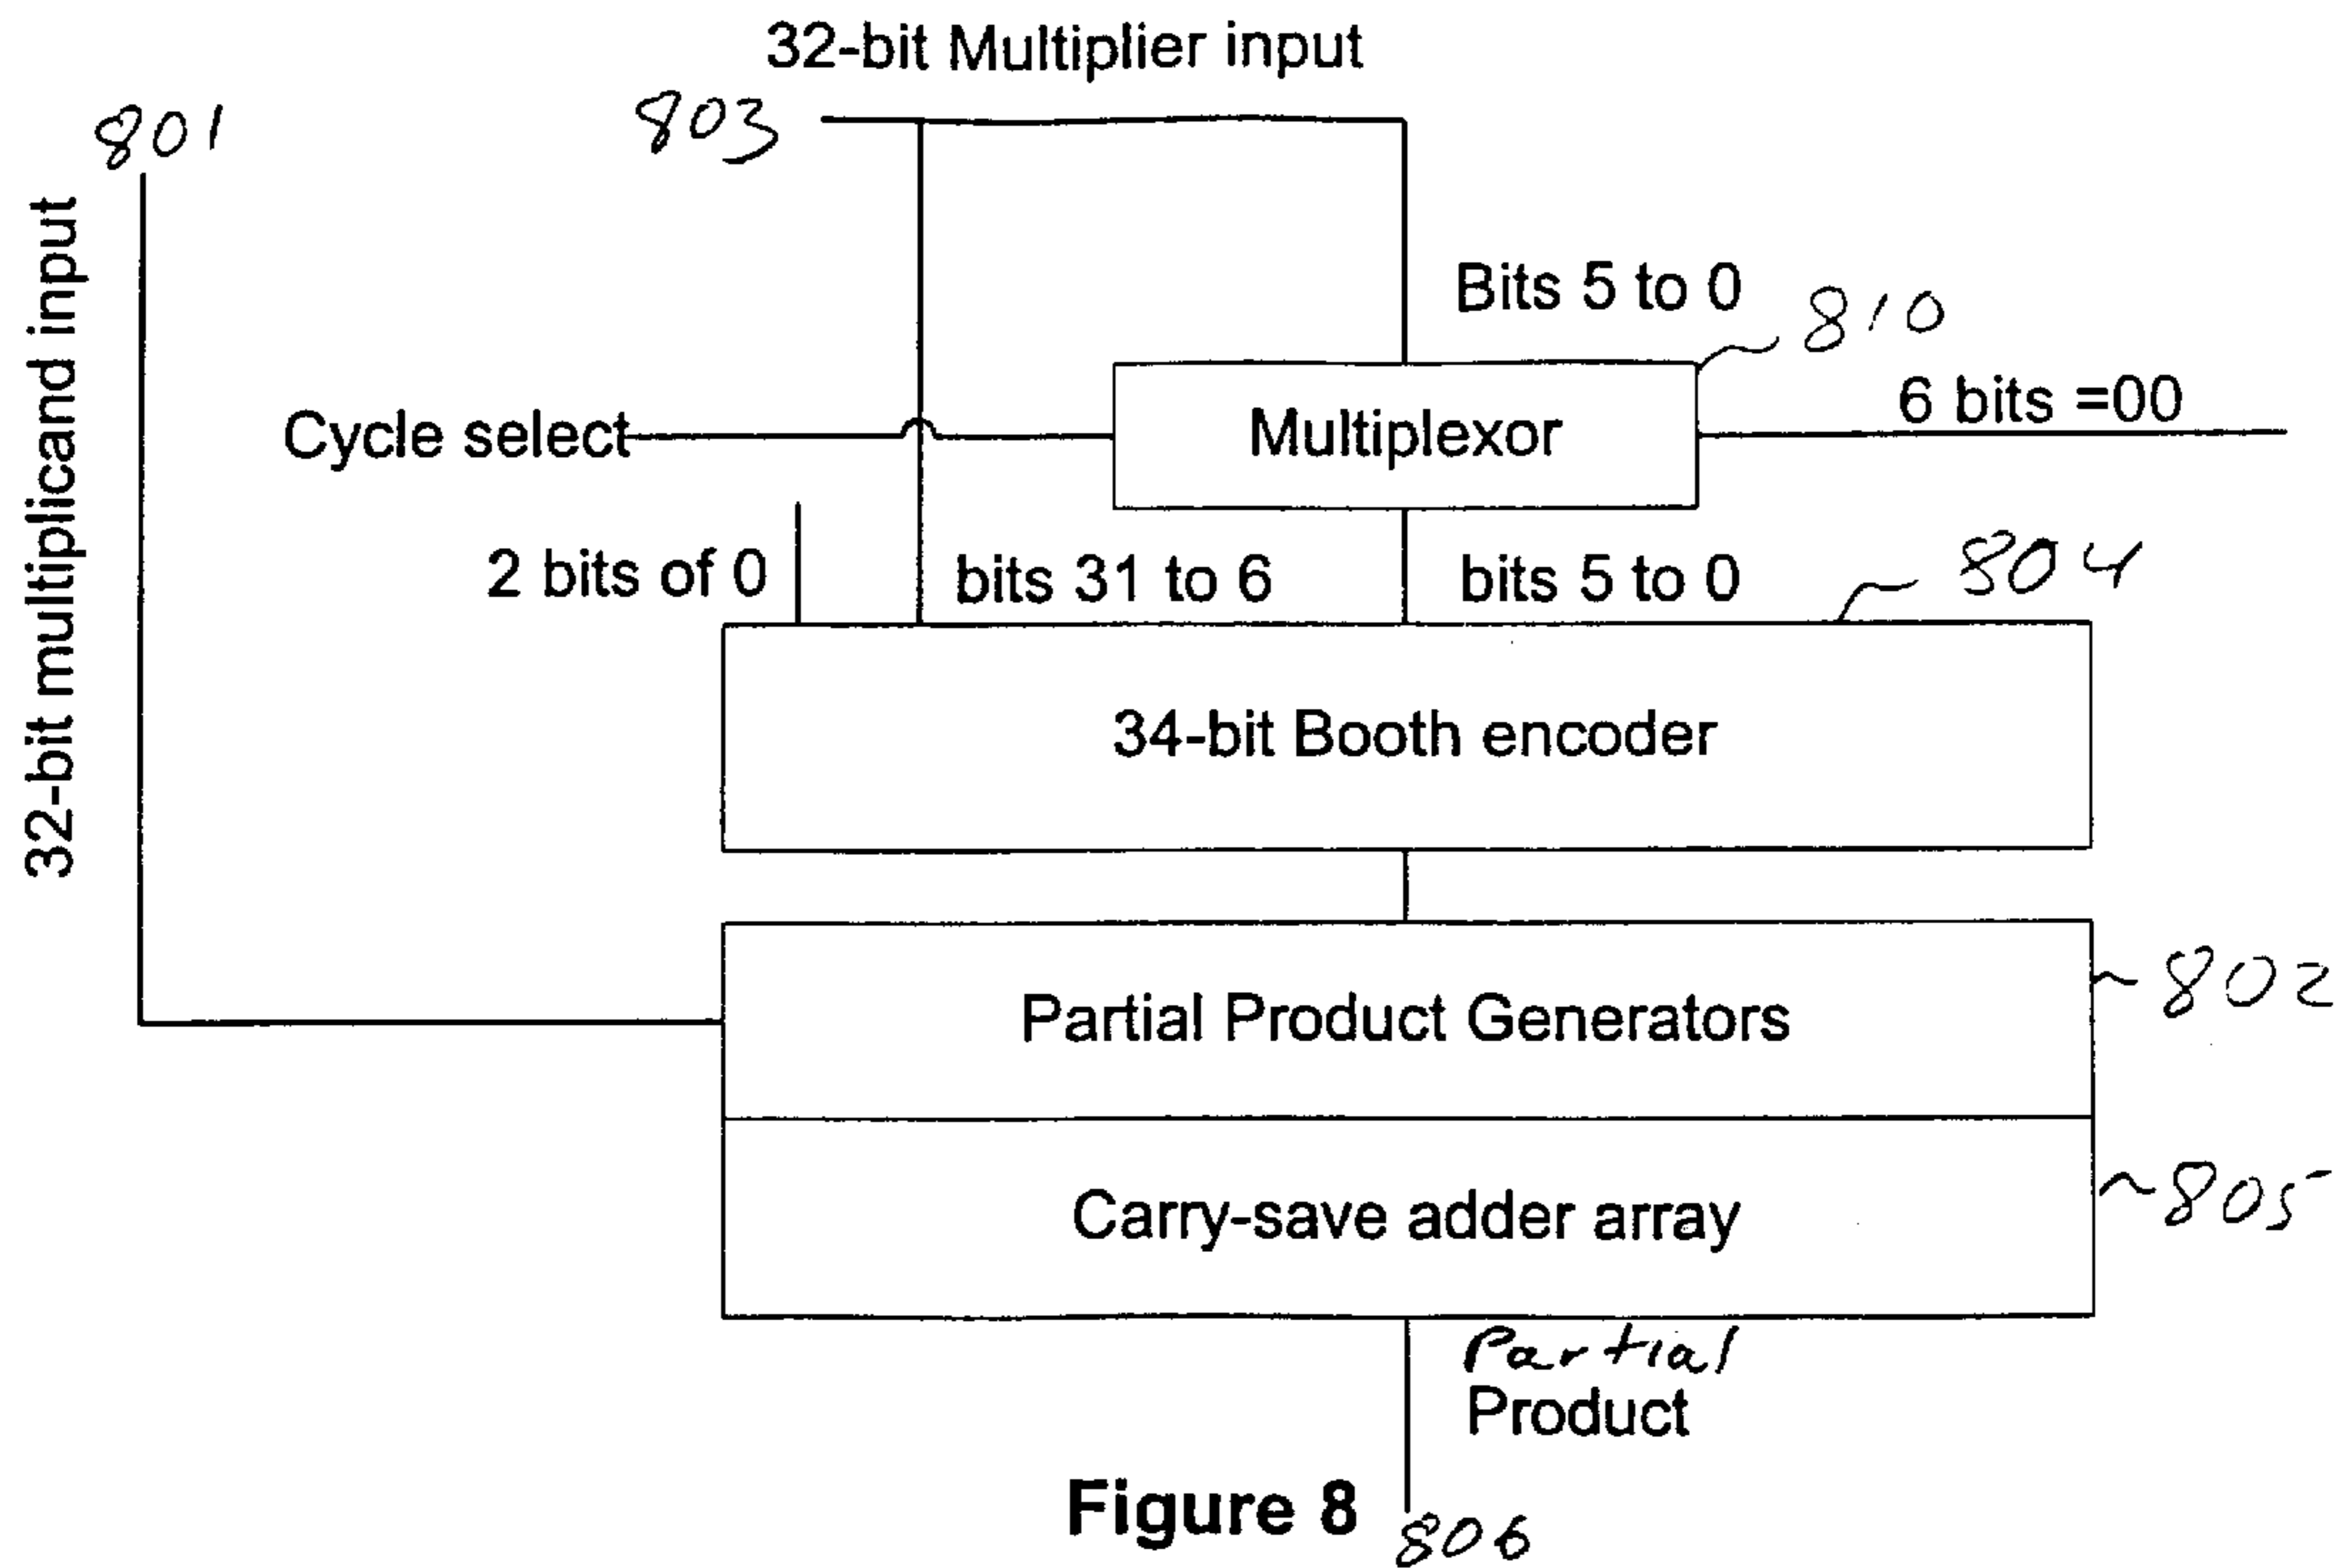 32-bit Multiplier input
801
803
32-bit multiplicand input
Bits 5 to 0
810
6 bits =00
Cycle select
Multiplexor
2 bits of 0
bits 31 to 6
bits 5 to 0
804
34-bit Booth encoder
Partial Product Generators
802
Carry-save adder array
805
Partial
Product
Figure 8
806